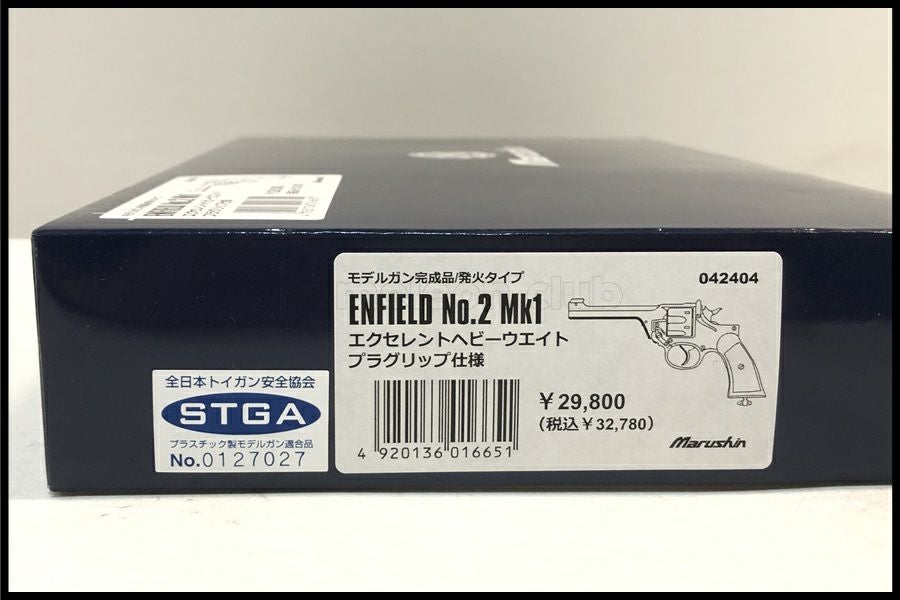 モデルガン完成品/発火タイプ
042404
ENFIELD No.2 Mk1
エクセレントヘビーウエイト
プラグリップ仕様
￥29,800
(税込￥32,780)
4 920136 016651
Marushin
全日本トイガン安全協会
STGA
プラスチック製モデルガン適合品
No.0127027